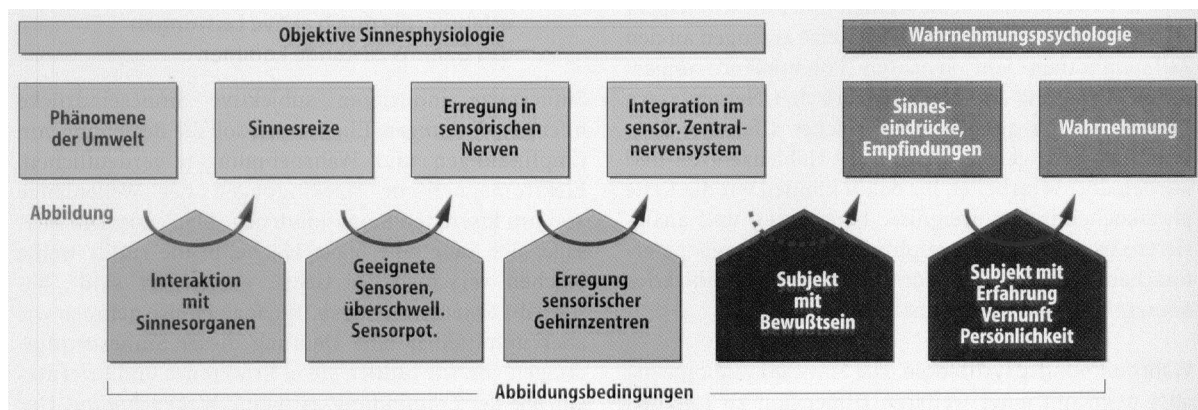 Objektive Sinnesphysiologie
Wahrnehmungspsychologie
Phänomene
der Umwelt
Sinnesreize
Erregung in
sensorischen
Nerven
Integration im
sensor. Zentral-
nervensystem
Sinnes-
eindrücke,
Empfindungen
Wahrnehmung
Abbildung
Interaktion
mit
Sinnesorganen
Geeignete
Sensoren,
überschwell.
Sensorpot.
Erregung
sensorischer
Gehirnzentren
Subjekt
mit
Bewußtsein
Subjekt mit
Erfahrung
Vernunft
Persönlichkeit
Abbildungsbedingungen